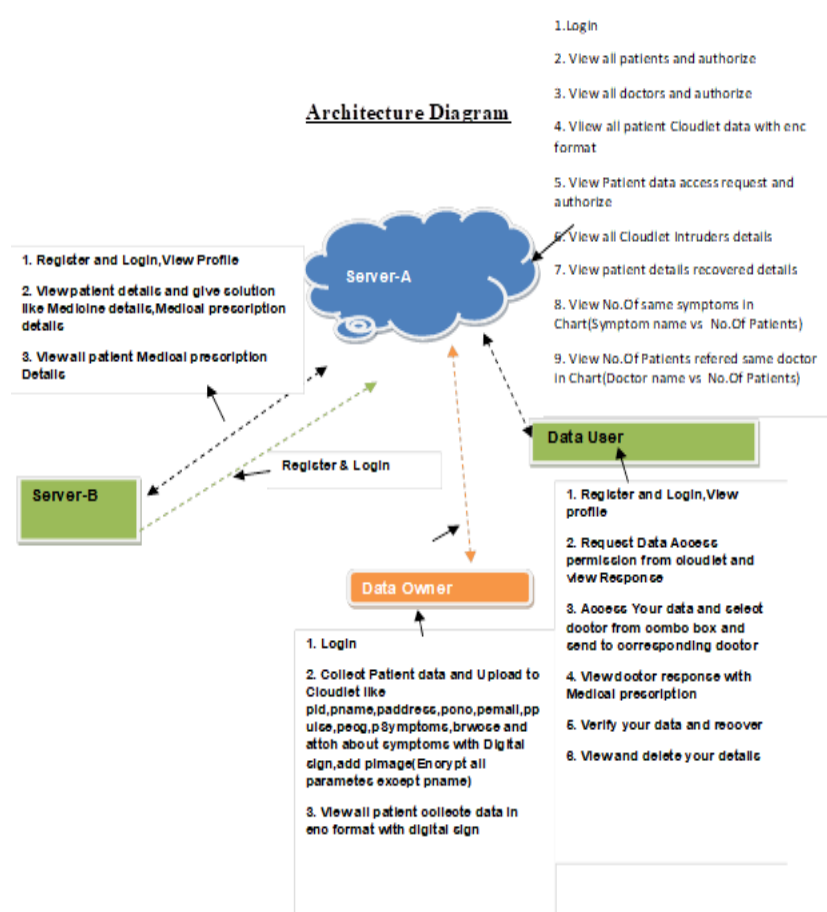 Architecture Diagram
1.Login
2. View all patients and authorize
3. View all doctors and authorize
4. VIiew all patient Cloudlet data with enc
format
5. View Patient data access request and
authorize
6. View all Cloudlet Intruders details
7. View patient details recovered details
8. View No.Of same symptoms in
Chart(Symptom name vs No.Of Patients)
9. View No.Of Patients refered same doctor
in Chart(Doctor name vs No.Of Patients)
Server-A
1. Register and Login,View Profile
2. View patient details and give solution
like Medicine details,Medical prescription
details
3. View all patient Medical prescription
Details
Register & Login
Server-B
Data User
1. Register and Login,View
profile
2. Request Data Access
permission from cloudlet and
view Response
3. Access Your data and select
doctor from combo box and
send to corresponding doctor
4. View doctor response with
Medical prescription
5. Verify your data and recover
6. View and delete your details
Data Owner
1. Login
2. Collect Patient data and Upload to
Cloudlet like
pid,pname,paddress,pcno,pemail,pp
ulse,pecg,pSymptoms,brwose and
attch about symptoms with Digital
sign,add pimage(Encrypt all
parametes except pname)
3. View all patient collecte data in
enc format with digital sign